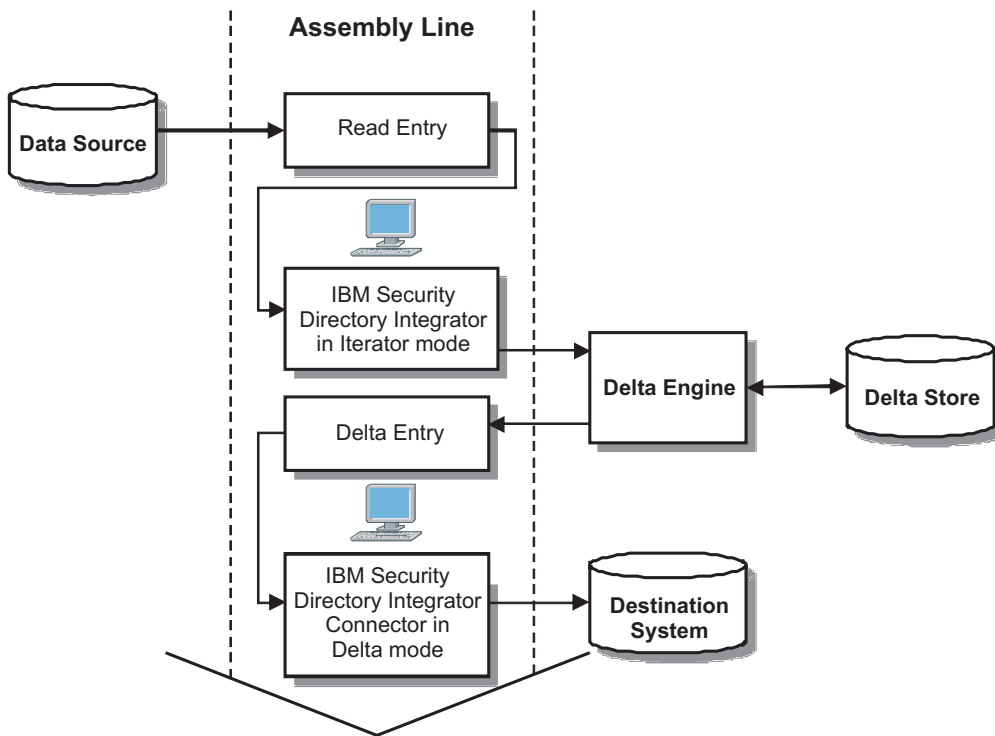 Assembly Line
Data Source
Read Entry
IBM Security
Directory Integrator
in Iterator mode
Delta Engine
Delta Store
Delta Entry
IBM Security
Directory Integrator
Connector in
Delta mode
Destination
System